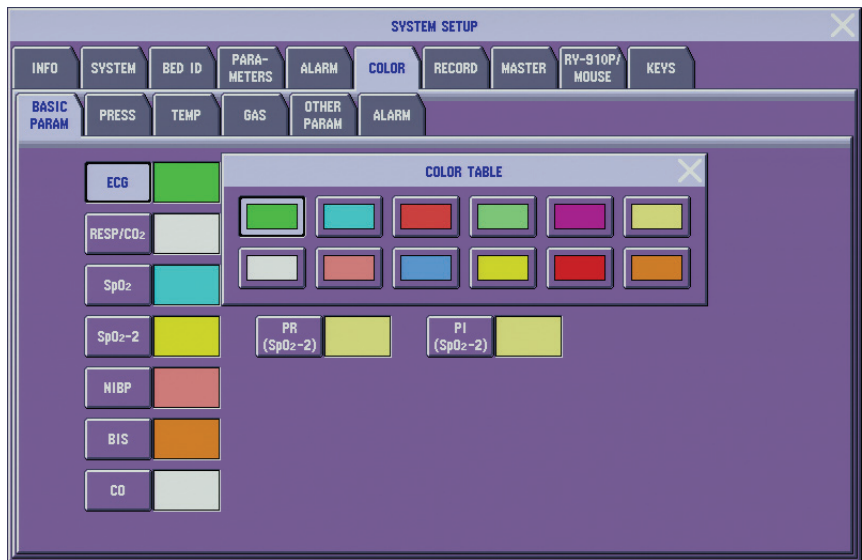 SYSTEM SETUP
INFO SYSTEM BED ID PARA-
METERS ALARM COLOR RECORD MASTER RY-910P/
MOUSE KEYS
BASIC
PARAM PRESS TEMP GAS OTHER
PARAM ALARM
COLOR TABLE
ECG
RESP/CO₂
SpO₂
SpO₂-2
PR
(SpO₂-2)
PI
(SpO₂-2)
NIBP
BIS
CO